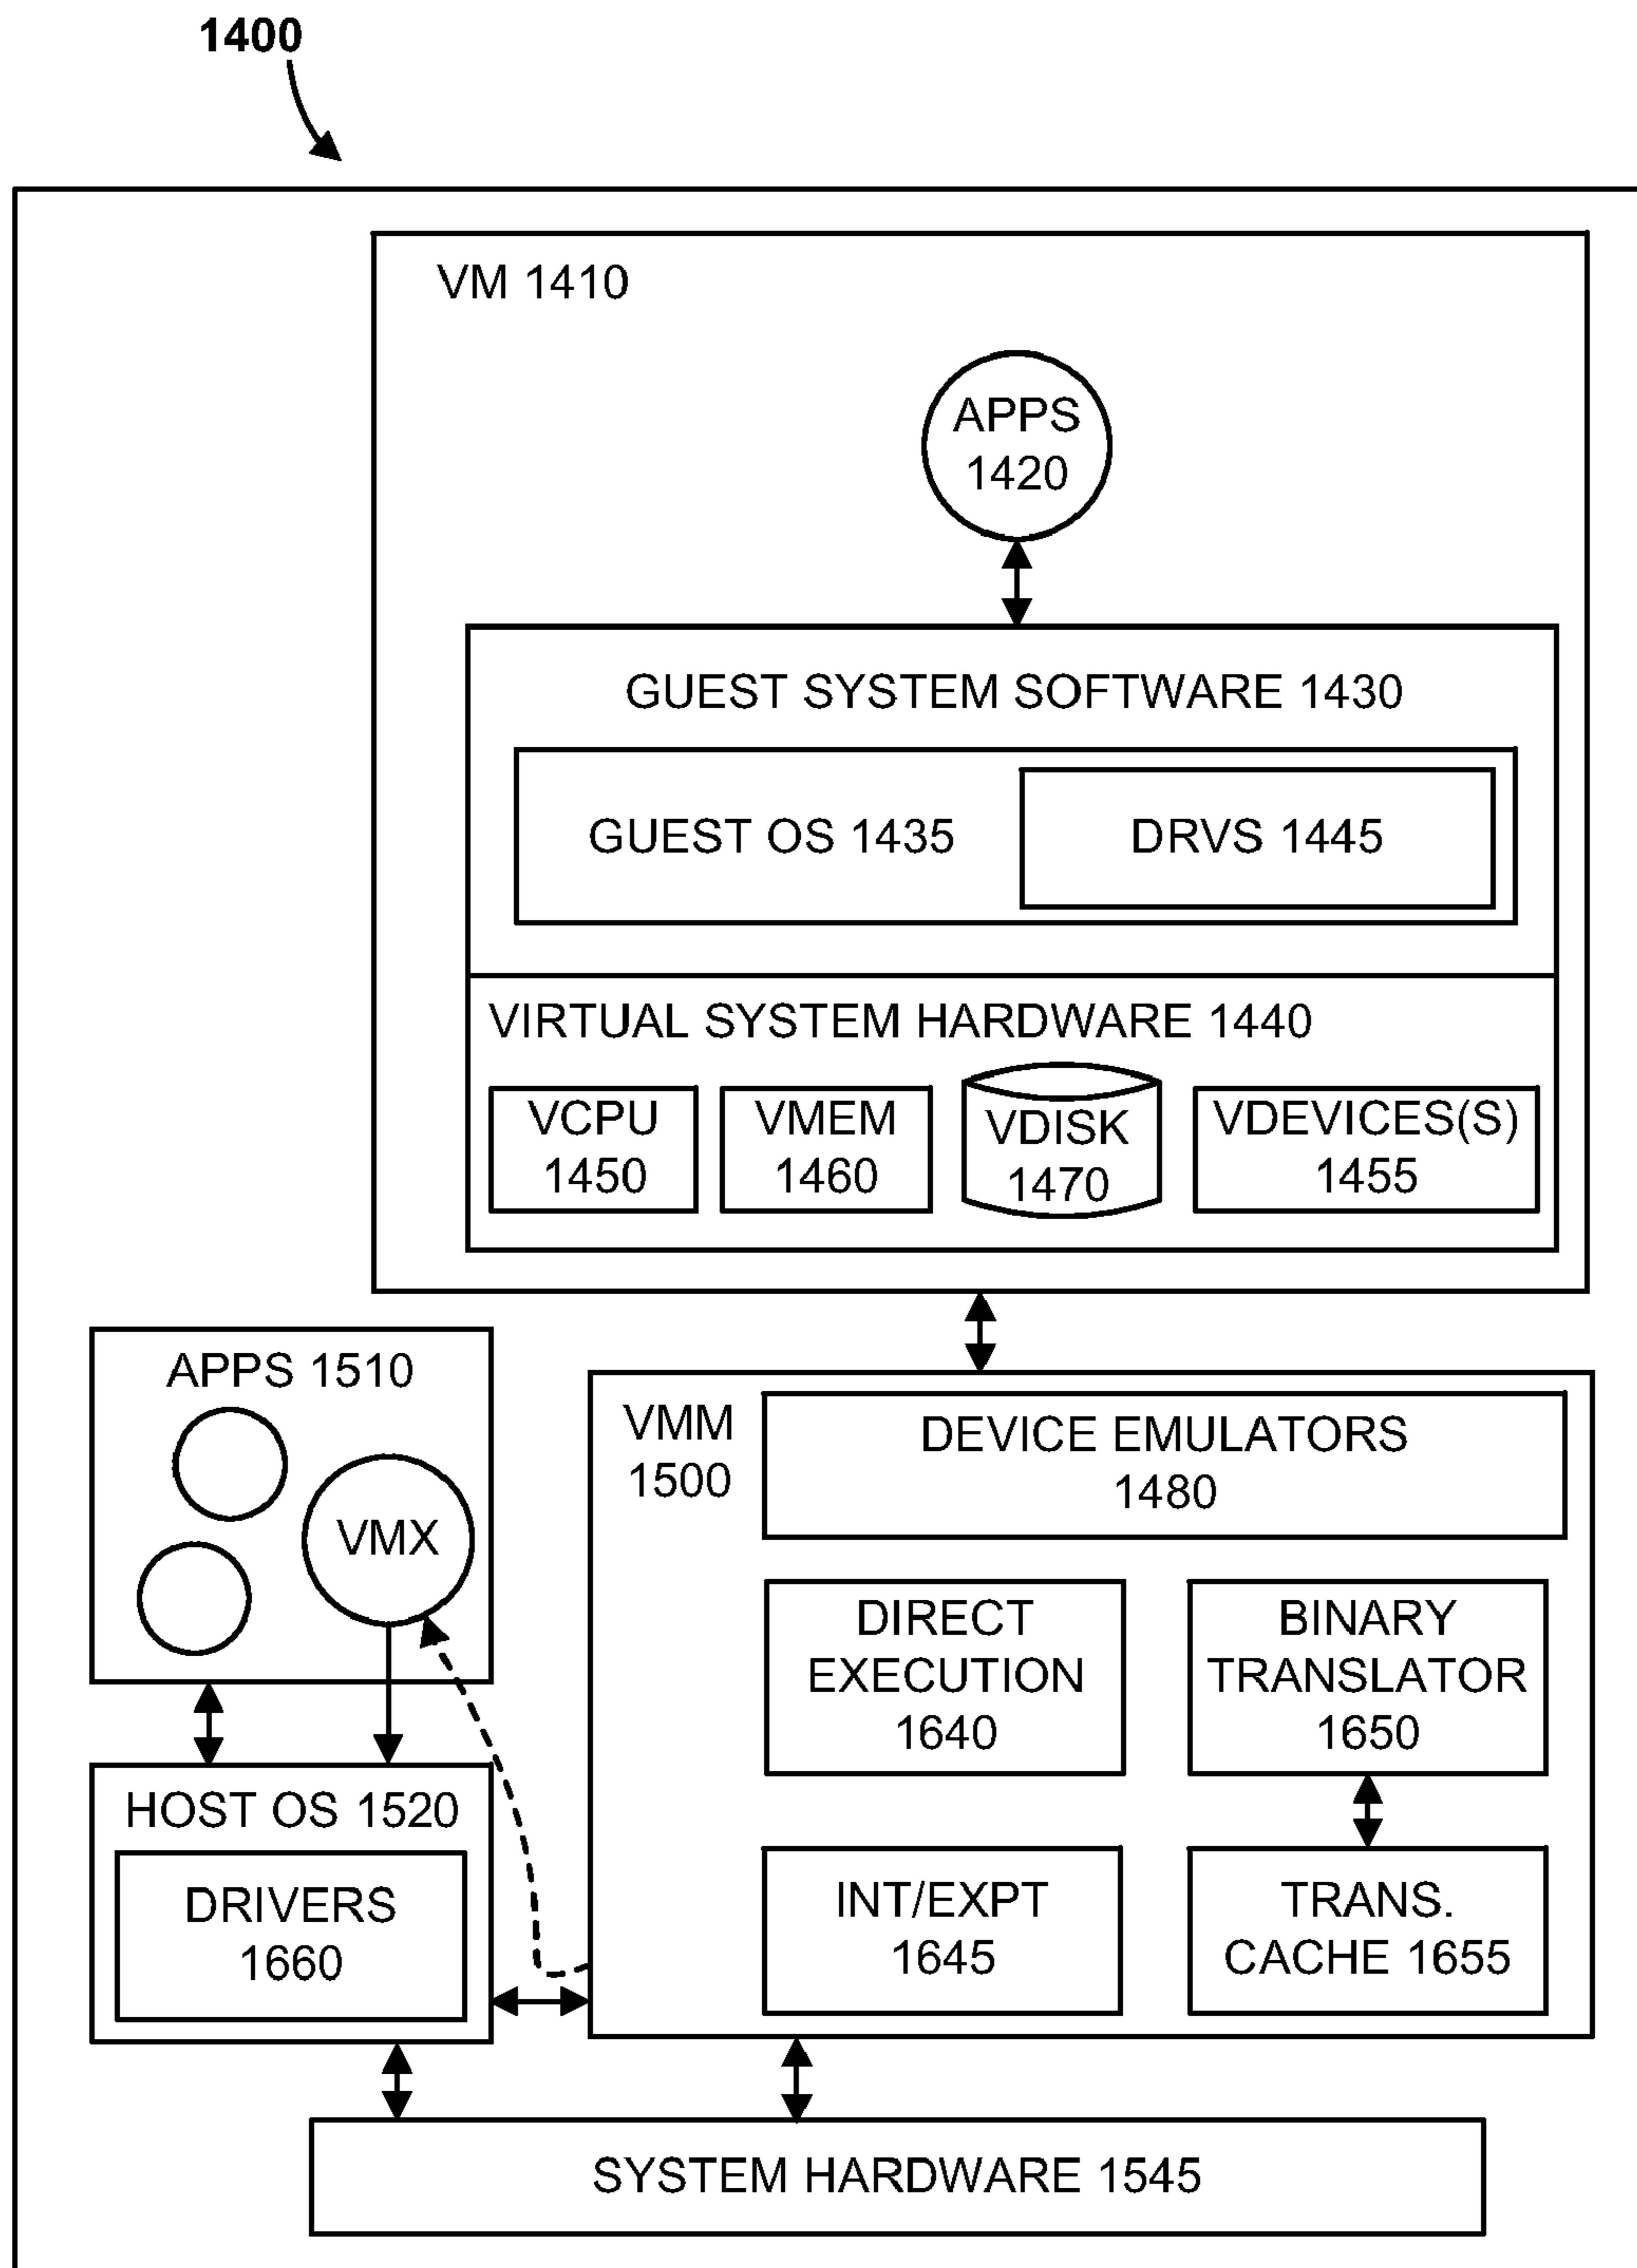 1400
VM 1410
APPS
1420
GUEST SYSTEM SOFTWARE 1430
GUEST OS 1435
DRVS 1445
VIRTUAL SYSTEM HARDWARE 1440
VCPU
1450
VMEM
1460
VDISK
1470
VDEVICES(S)
1455
APPS 1510
VMX
HOST OS 1520
DRIVERS
1660
VMM
1500
DEVICE EMULATORS
1480
DIRECT
EXECUTION
1640
BINARY
TRANSLATOR
1650
INT/EXPT
1645
TRANS.
CACHE 1655
SYSTEM HARDWARE 1545